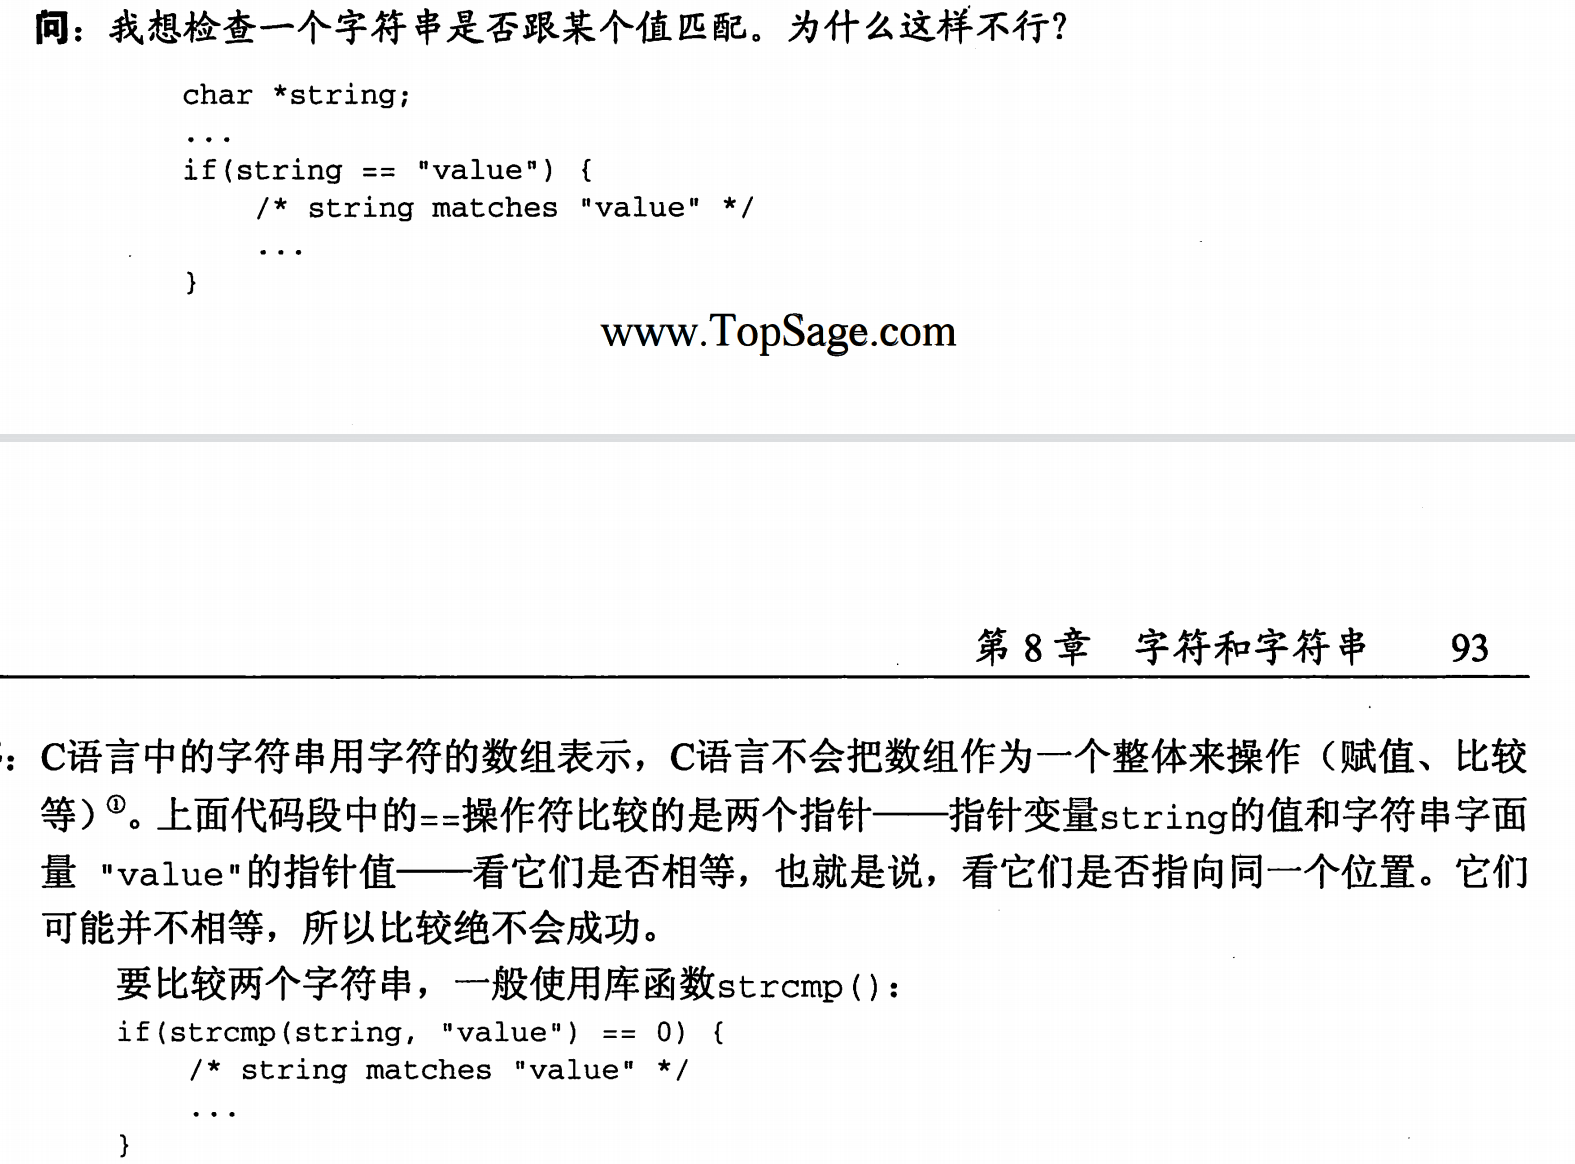 问：我想检查一个字符串是否跟某个值匹配。为什么这样不行？
char *string;
...
if(string == "value") {
/* string matches "value" */
...
}
www.TopSage.com
第 8 章 字符和字符串 93
：C语言中的字符串用字符的数组表示，C语言不会把数组作为一个整体来操作（赋值、比较
等）①。上面代码段中的==操作符比较的是两个指针——指针变量string的值和字符串字面
量 "value"的指针值——看它们是否相等，也就是说，看它们是否指向同一个位置。它们
可能并不相等，所以比较绝不会成功。
要比较两个字符串，一般使用库函数strcmp()：
if(strcmp(string, "value") == 0) {
/* string matches "value" */
...
}